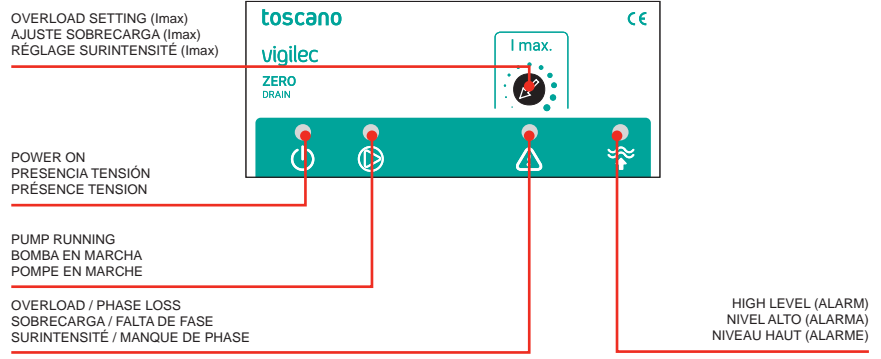 OVERLOAD SETTING (Imax)
AJUSTE SOBRECARGA (Imax)
RÉGLAGE SURINTENSITÉ (Imax)
toscano
CE
vigilec
ZERO
DRAIN
I max.
POWER ON
PRESENCIA TENSIÓN
PRÉSENCE TENSION
PUMP RUNNING
BOMBA EN MARCHA
POMPE EN MARCHE
OVERLOAD / PHASE LOSS
SOBRECARGA / FALTA DE FASE
SURINTENSITÉ / MANQUE DE PHASE
HIGH LEVEL (ALARM)
NIVEL ALTO (ALARMA)
NIVEAU HAUT (ALARME)